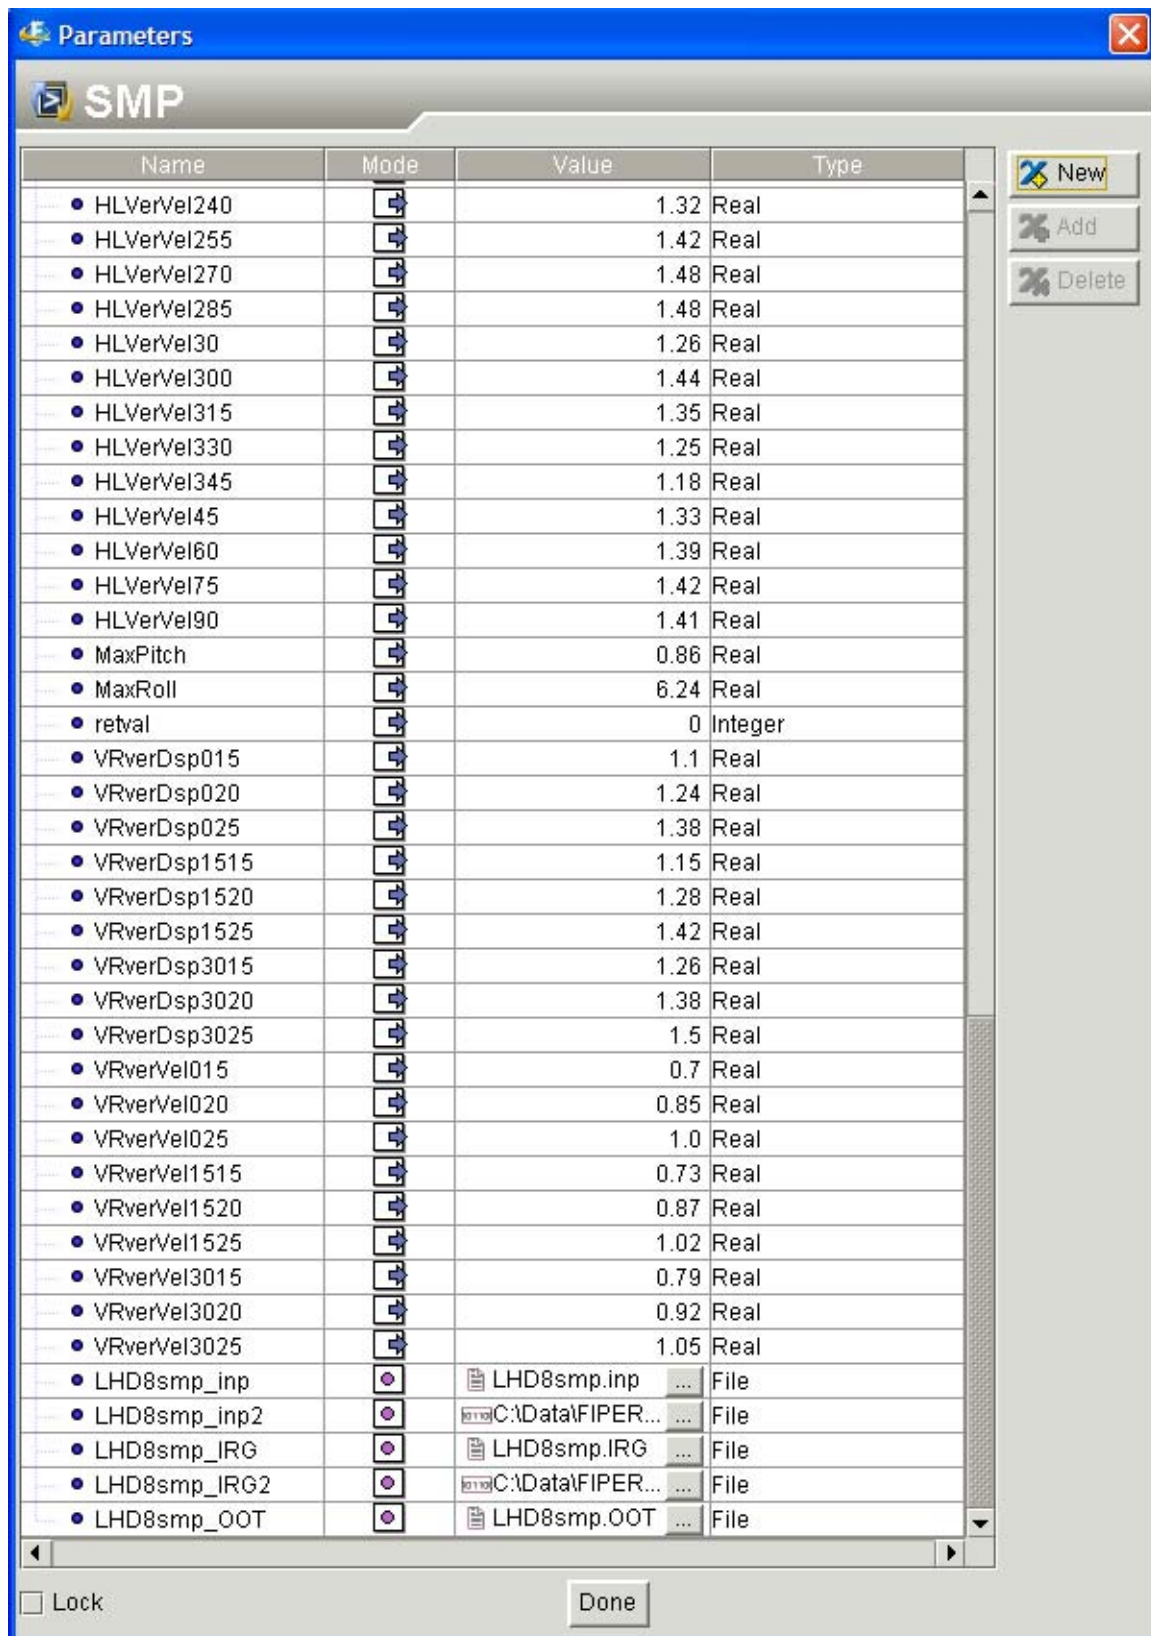 Parameters
SMP
Name Mode Value Type
New
Add
Delete
HLVerVel240 1.32 Real
HLVerVel255 1.42 Real
HLVerVel270 1.48 Real
HLVerVel285 1.48 Real
HLVerVel30 1.26 Real
HLVerVel300 1.44 Real
HLVerVel315 1.35 Real
HLVerVel330 1.25 Real
HLVerVel345 1.18 Real
HLVerVel45 1.33 Real
HLVerVel60 1.39 Real
HLVerVel75 1.42 Real
HLVerVel90 1.41 Real
MaxPitch 0.86 Real
MaxRoll 6.24 Real
retval 0 Integer
VRverDsp015 1.1 Real
VRverDsp020 1.24 Real
VRverDsp025 1.38 Real
VRverDsp1515 1.15 Real
VRverDsp1520 1.28 Real
VRverDsp1525 1.42 Real
VRverDsp3015 1.26 Real
VRverDsp3020 1.38 Real
VRverDsp3025 1.5 Real
VRverVel015 0.7 Real
VRverVel020 0.85 Real
VRverVel025 1.0 Real
VRverVel1515 0.73 Real
VRverVel1520 0.87 Real
VRverVel1525 1.02 Real
VRverVel3015 0.79 Real
VRverVel3020 0.92 Real
VRverVel3025 1.05 Real
LHD8smp_inp LHD8smp.inp ... File
LHD8smp_inp2 C:\Data\FIPER... ... File
LHD8smp_IRG LHD8smp.IRG ... File
LHD8smp_IRG2 C:\Data\FIPER... ... File
LHD8smp_OOT LHD8smp.OOT ... File
Lock
Done